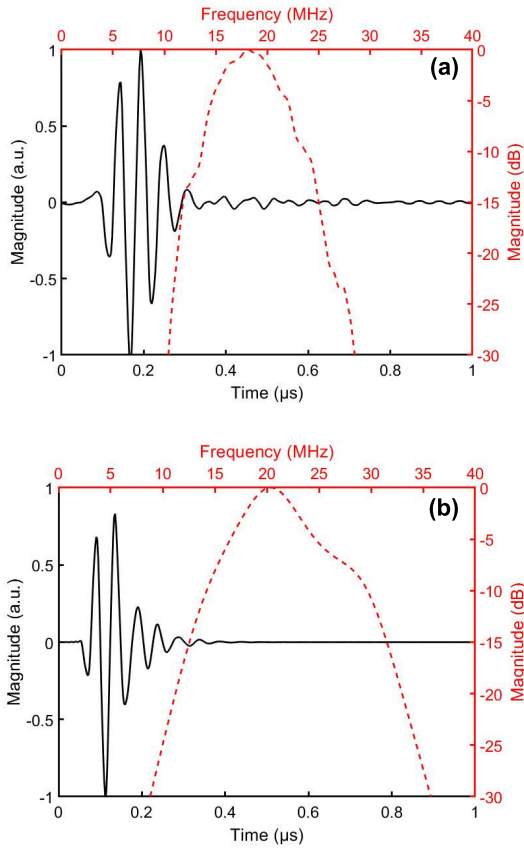 Frequency (MHz)
0 5 10 15 20 25 30 35 40
(a)
1
0.5
0
-0.5
-1
Magnitude (a.u.)
0
-5
-10
-15
-20
-25
-30
Magnitude (dB)
0 0.2 0.4 0.6 0.8 1
Time (μs)
Frequency (MHz)
0 5 10 15 20 25 30 35 40
(b)
1
0.5
0
-0.5
-1
Magnitude (a.u.)
0
-5
-10
-15
-20
-25
-30
Magnitude (dB)
0 0.2 0.4 0.6 0.8 1
Time (μs)